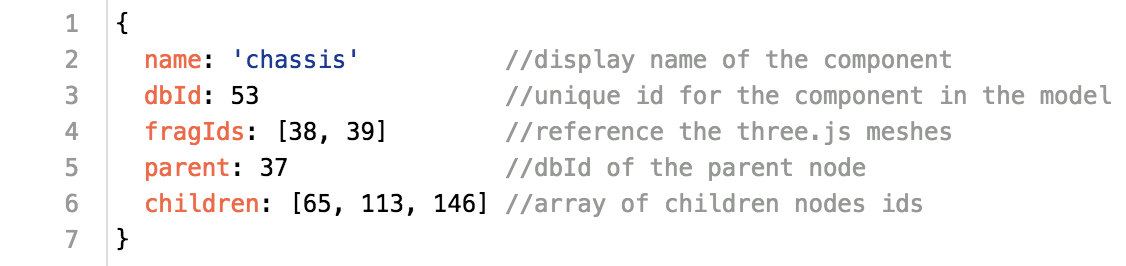 1 {
2 name: 'chassis' //display name of the component
3 dbId: 53 //unique id for the component in the model
4 fragIds: [38, 39] //reference the three.js meshes
5 parent: 37 //dbId of the parent node
6 children: [65, 113, 146] //array of children nodes ids
7 }